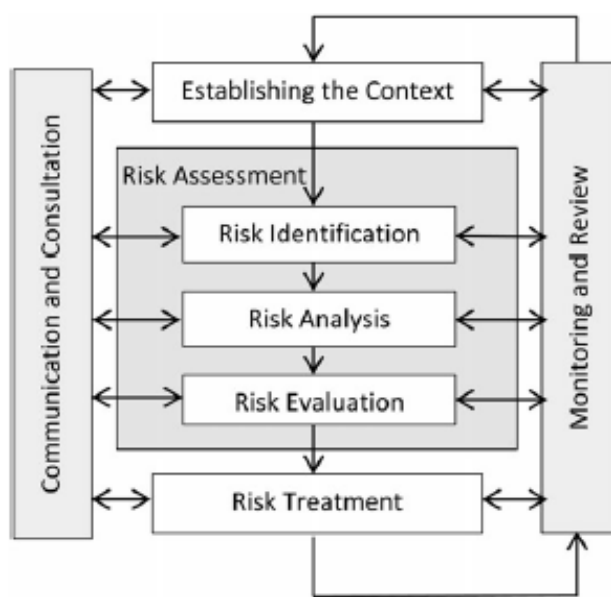 Establishing the Context
Risk Assessment
Risk Identification
Risk Analysis
Risk Evaluation
Risk Treatment
Communication and Consultation
Monitoring and Review